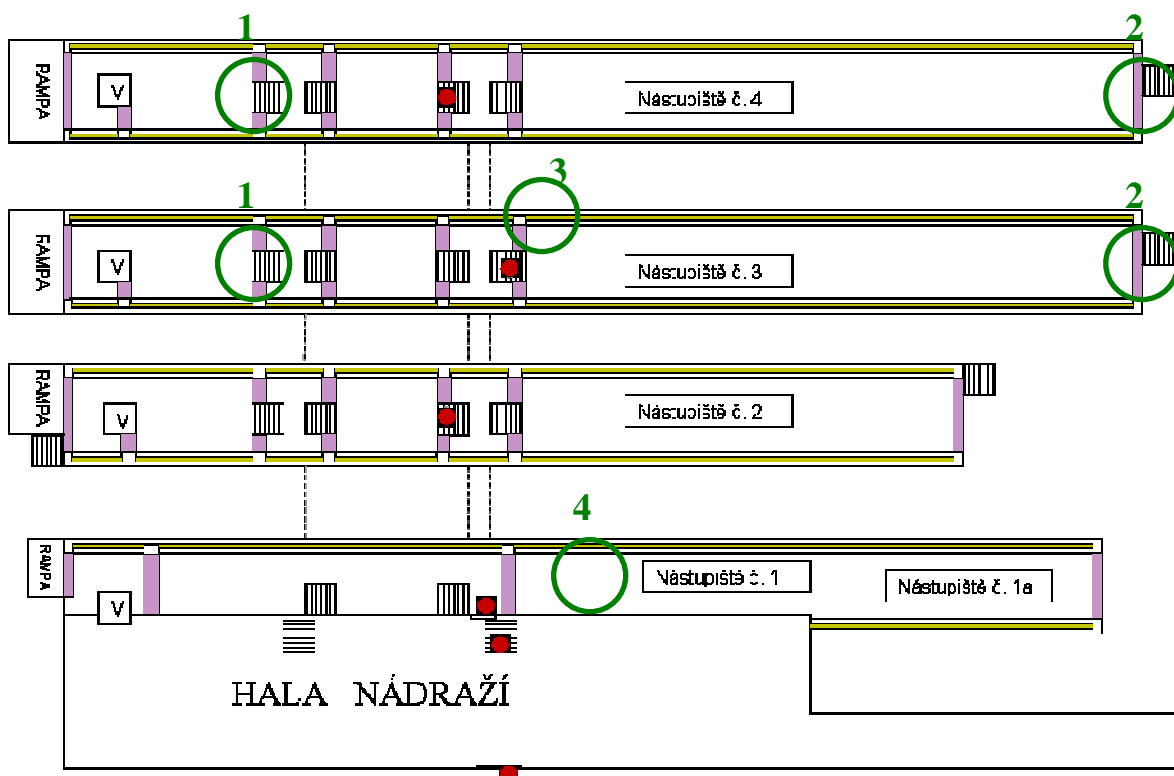 1
2
RAMPA
V
Nástupiště č. 4
1
3
2
RAMPA
V
Nástupiště č. 3
RAMPA
V
Nástupiště č. 2
4
RAMPA
V
Nástupiště č. 1
Nástupiště č. 1a
HALA NÁDRAŽÍ